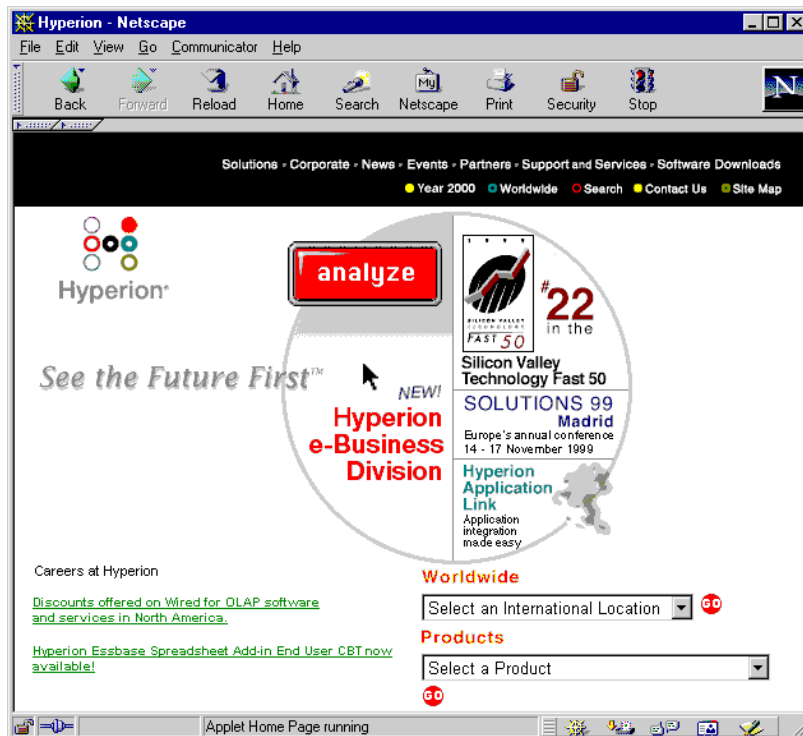 Hyperion - Netscape
File Edit View Go Communicator Help
Back Forward Reload Home Search Netscape Print Security Stop
My
N
Solutions - Corporate - News - Events - Partners - Support and Services - Software Downloads
Year 2000 Worldwide Search Contact Us Site Map
Hyperion
See the Future First™
analyze
NEW!
Hyperion
e-Business
Division
1999
SILICON VALLEY
TECHNOLOGY
FAST 50
#22
in the
Silicon Valley
Technology Fast 50
SOLUTIONS 99
Madrid
Europe's annual conference
14 - 17 November 1999
Hyperion
Application
Link
Application
integration
made easy
Careers at Hyperion
Discounts offered on Wired for OLAP software
and services in North America.
Hyperion Essbase Spreadsheet Add-in End User CBT now
available!
Worldwide
Select an International Location GO
Products
Select a Product
GO
Applet Home Page running